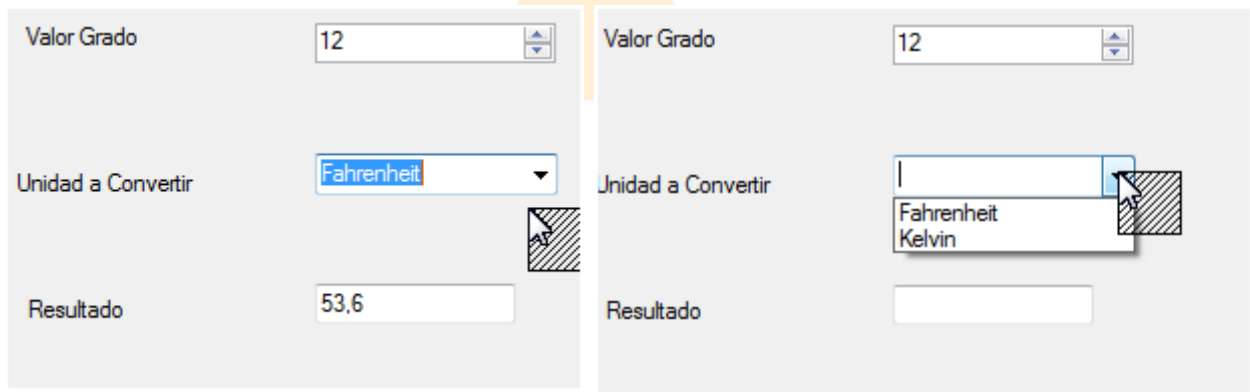 Valor Grado
12
Unidad a Convertir
Fahrenheit
Resultado
53,6
Valor Grado
12
Unidad a Convertir
Fahrenheit
Kelvin
Resultado